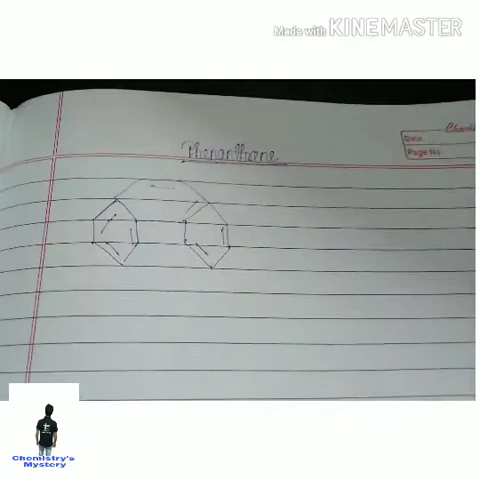 Made with KINEMASTER
Date
Page No
Phenanthrene
Chemistry's
Mystery